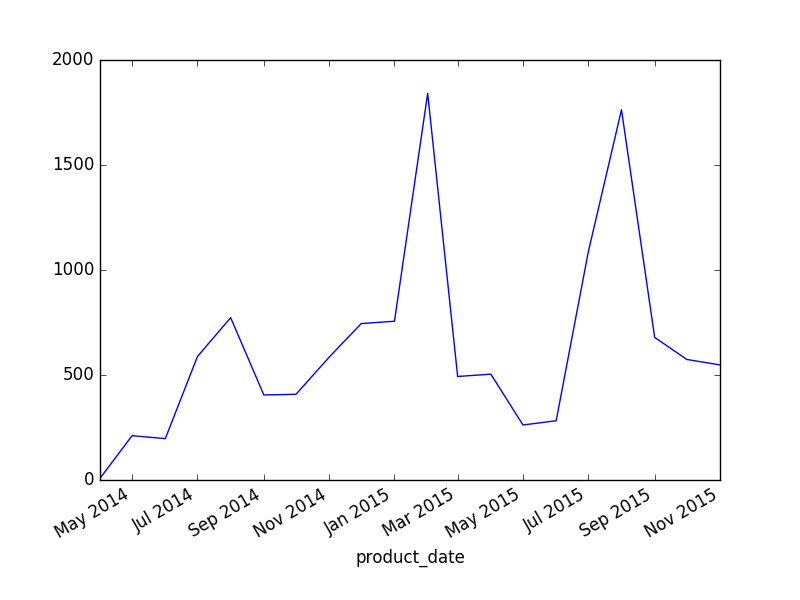 2000
1500
1000
500
0
May 2014
Jul 2014
Sep 2014
Nov 2014
Jan 2015
Mar 2015
May 2015
Jul 2015
Sep 2015
Nov 2015
product_date